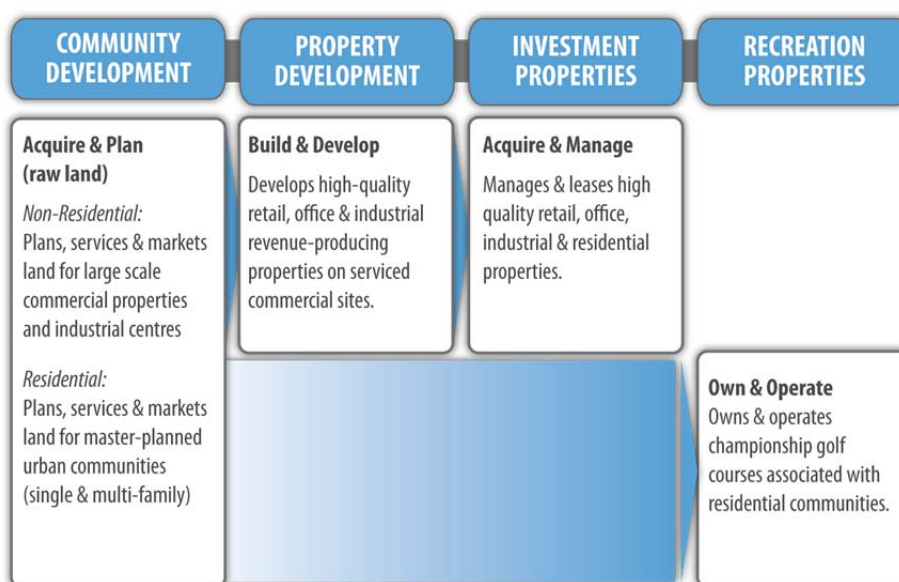 COMMUNITY
DEVELOPMENT
PROPERTY
DEVELOPMENT
INVESTMENT
PROPERTIES
RECREATION
PROPERTIES
Acquire & Plan
(raw land)
Non-Residential:
Plans, services & markets
land for large scale
commercial properties
and industrial centres
Residential:
Plans, services & markets
land for master-planned
urban communities
(single & multi-family)
Build & Develop
Develops high-quality
retail, office & industrial
revenue-producing
properties on serviced
commercial sites.
Acquire & Manage
Manages & leases high
quality retail, office,
industrial & residential
properties.
Own & Operate
Owns & operates
championship golf
courses associated with
residential communities.